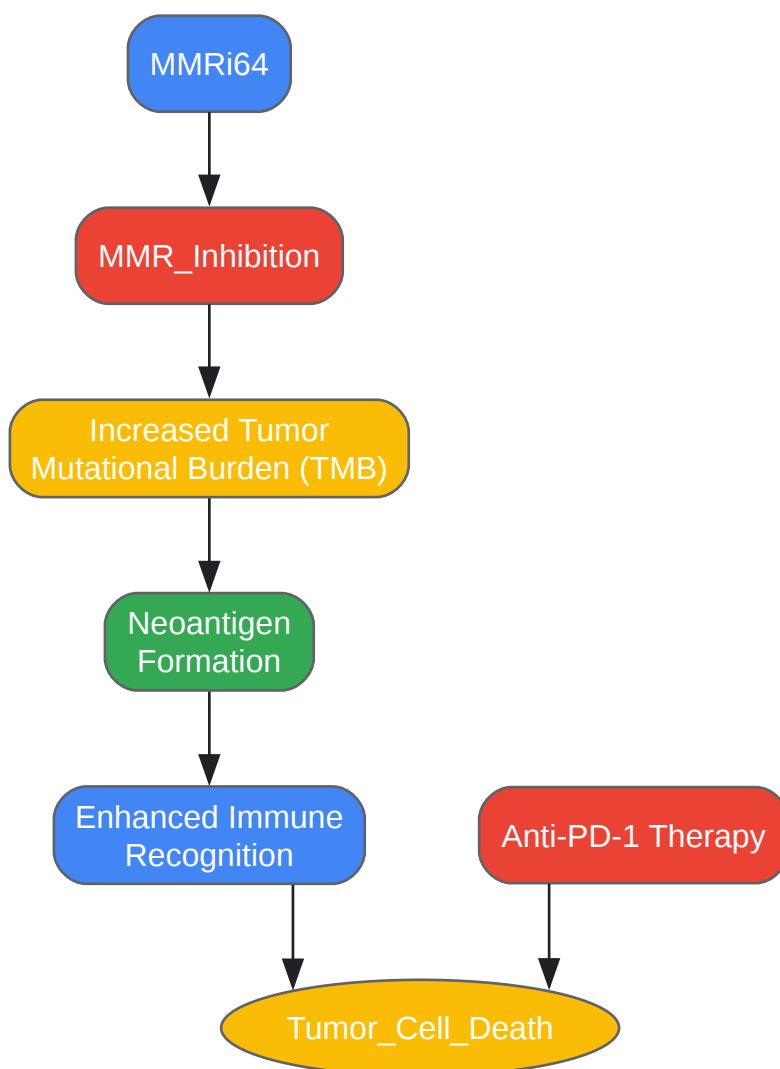 MMRi64
MMR_Inhibition
Increased Tumor
Mutational Burden (TMB)
Neoantigen
Formation
Enhanced Immune
Recognition
Anti-PD-1 Therapy
Tumor_Cell_Death